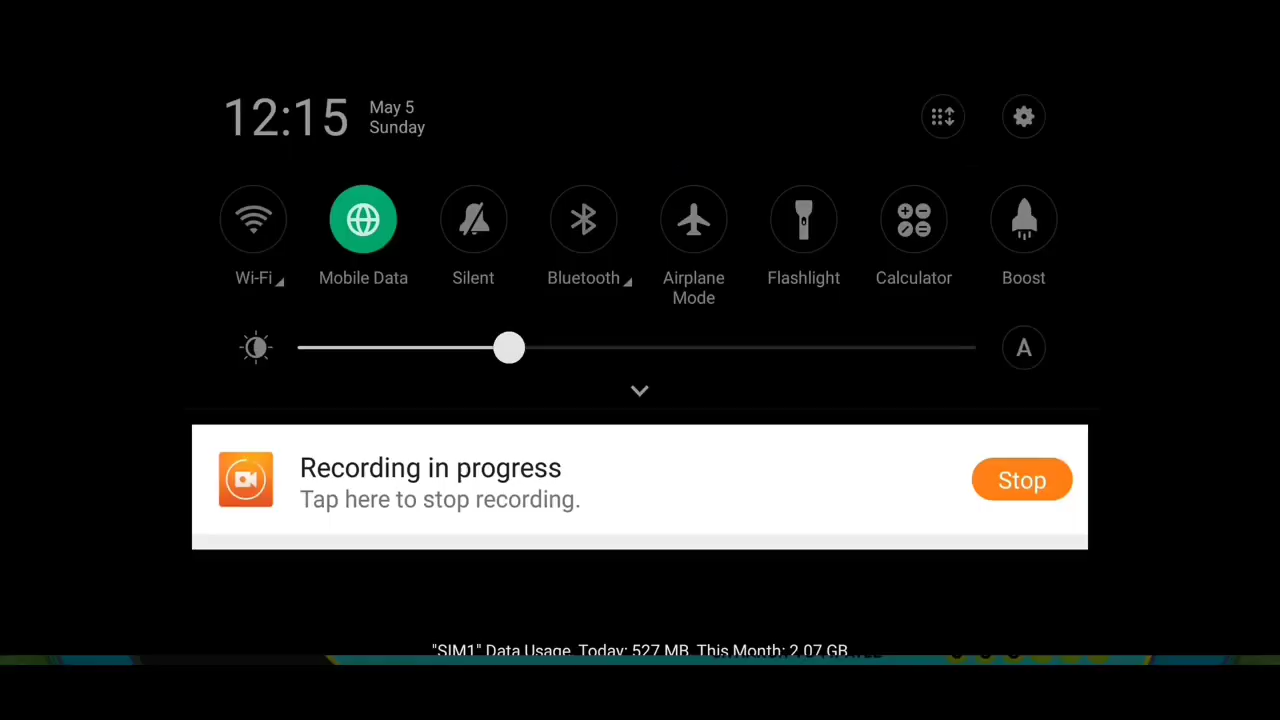 12:15
May 5
Sunday
Wi-Fi
Mobile Data
Silent
Bluetooth
Airplane
Mode
Flashlight
Calculator
Boost
A
Recording in progress
Tap here to stop recording.
Stop
"SIM1" Data Usage, Today: 527 MB, This Month: 2.07 GB